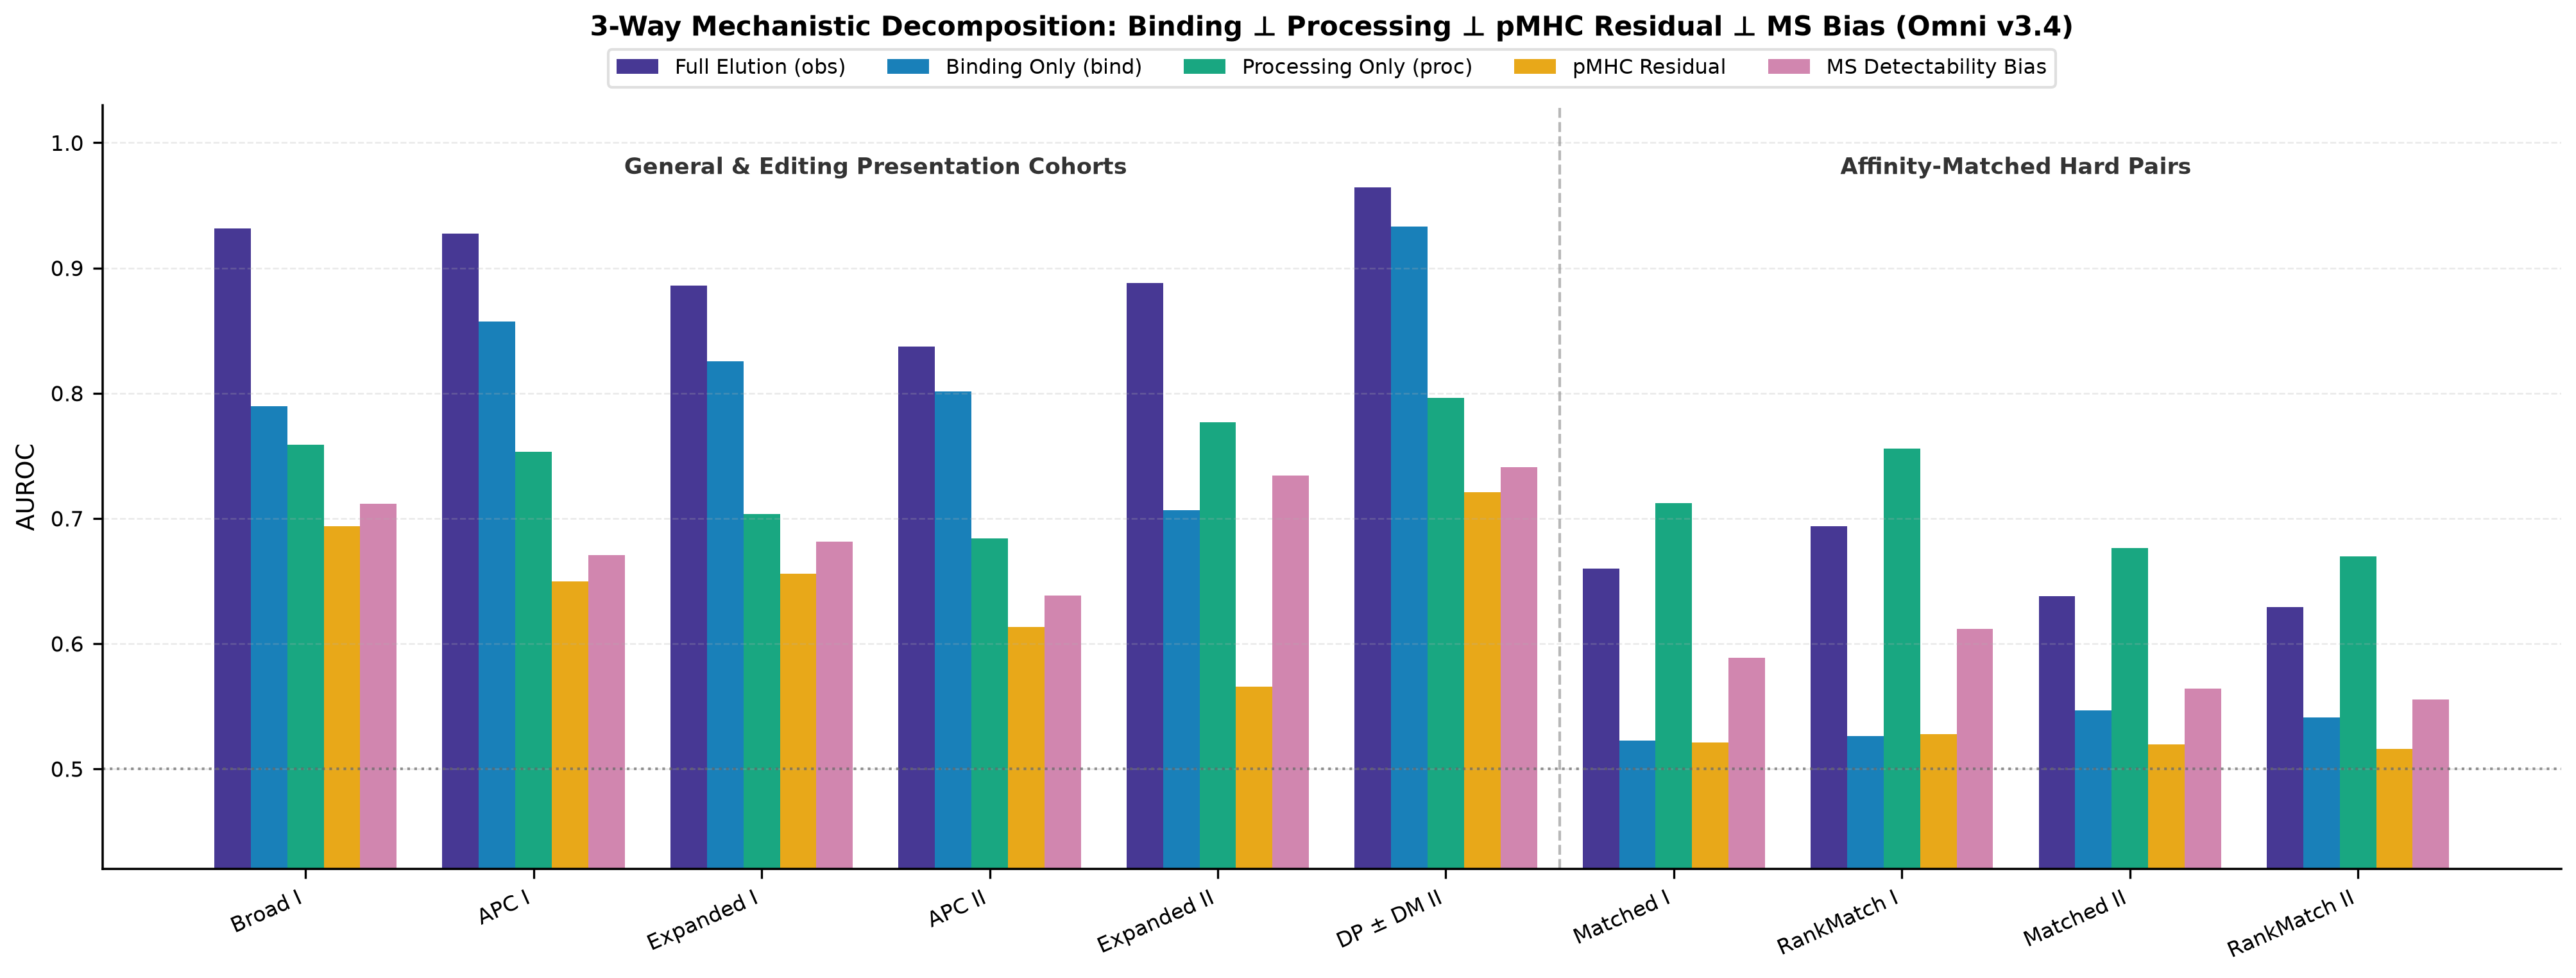 3-Way Mechanistic Decomposition: Binding ⊥ Processing ⊥ pMHC Residual ⊥ MS Bias (Omni v3.4)
Full Elution (obs) Binding Only (bind) Processing Only (proc) pMHC Residual MS Detectability Bias
General & Editing Presentation Cohorts
Affinity-Matched Hard Pairs
AUROC
1.0
0.9
0.8
0.7
0.6
0.5
Broad I
APC I
Expanded I
APC II
Expanded II
DP ± DM II
Matched I
RankMatch I
Matched II
RankMatch II